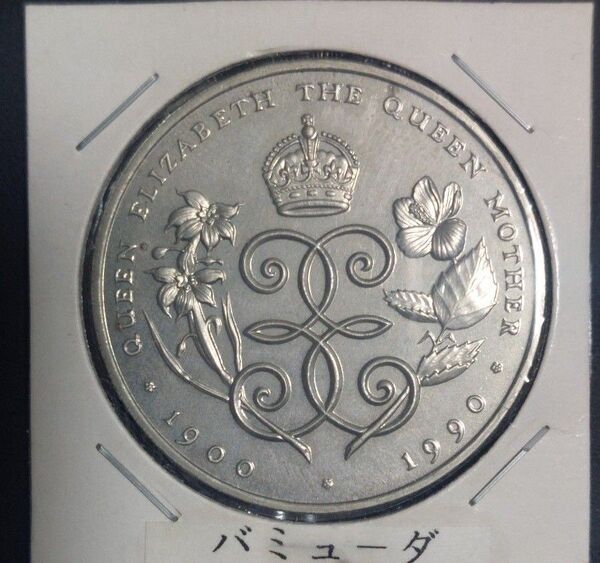 QUEEN ELIZABETH THE QUEEN MOTHER
1900 · 1990
バミューダ